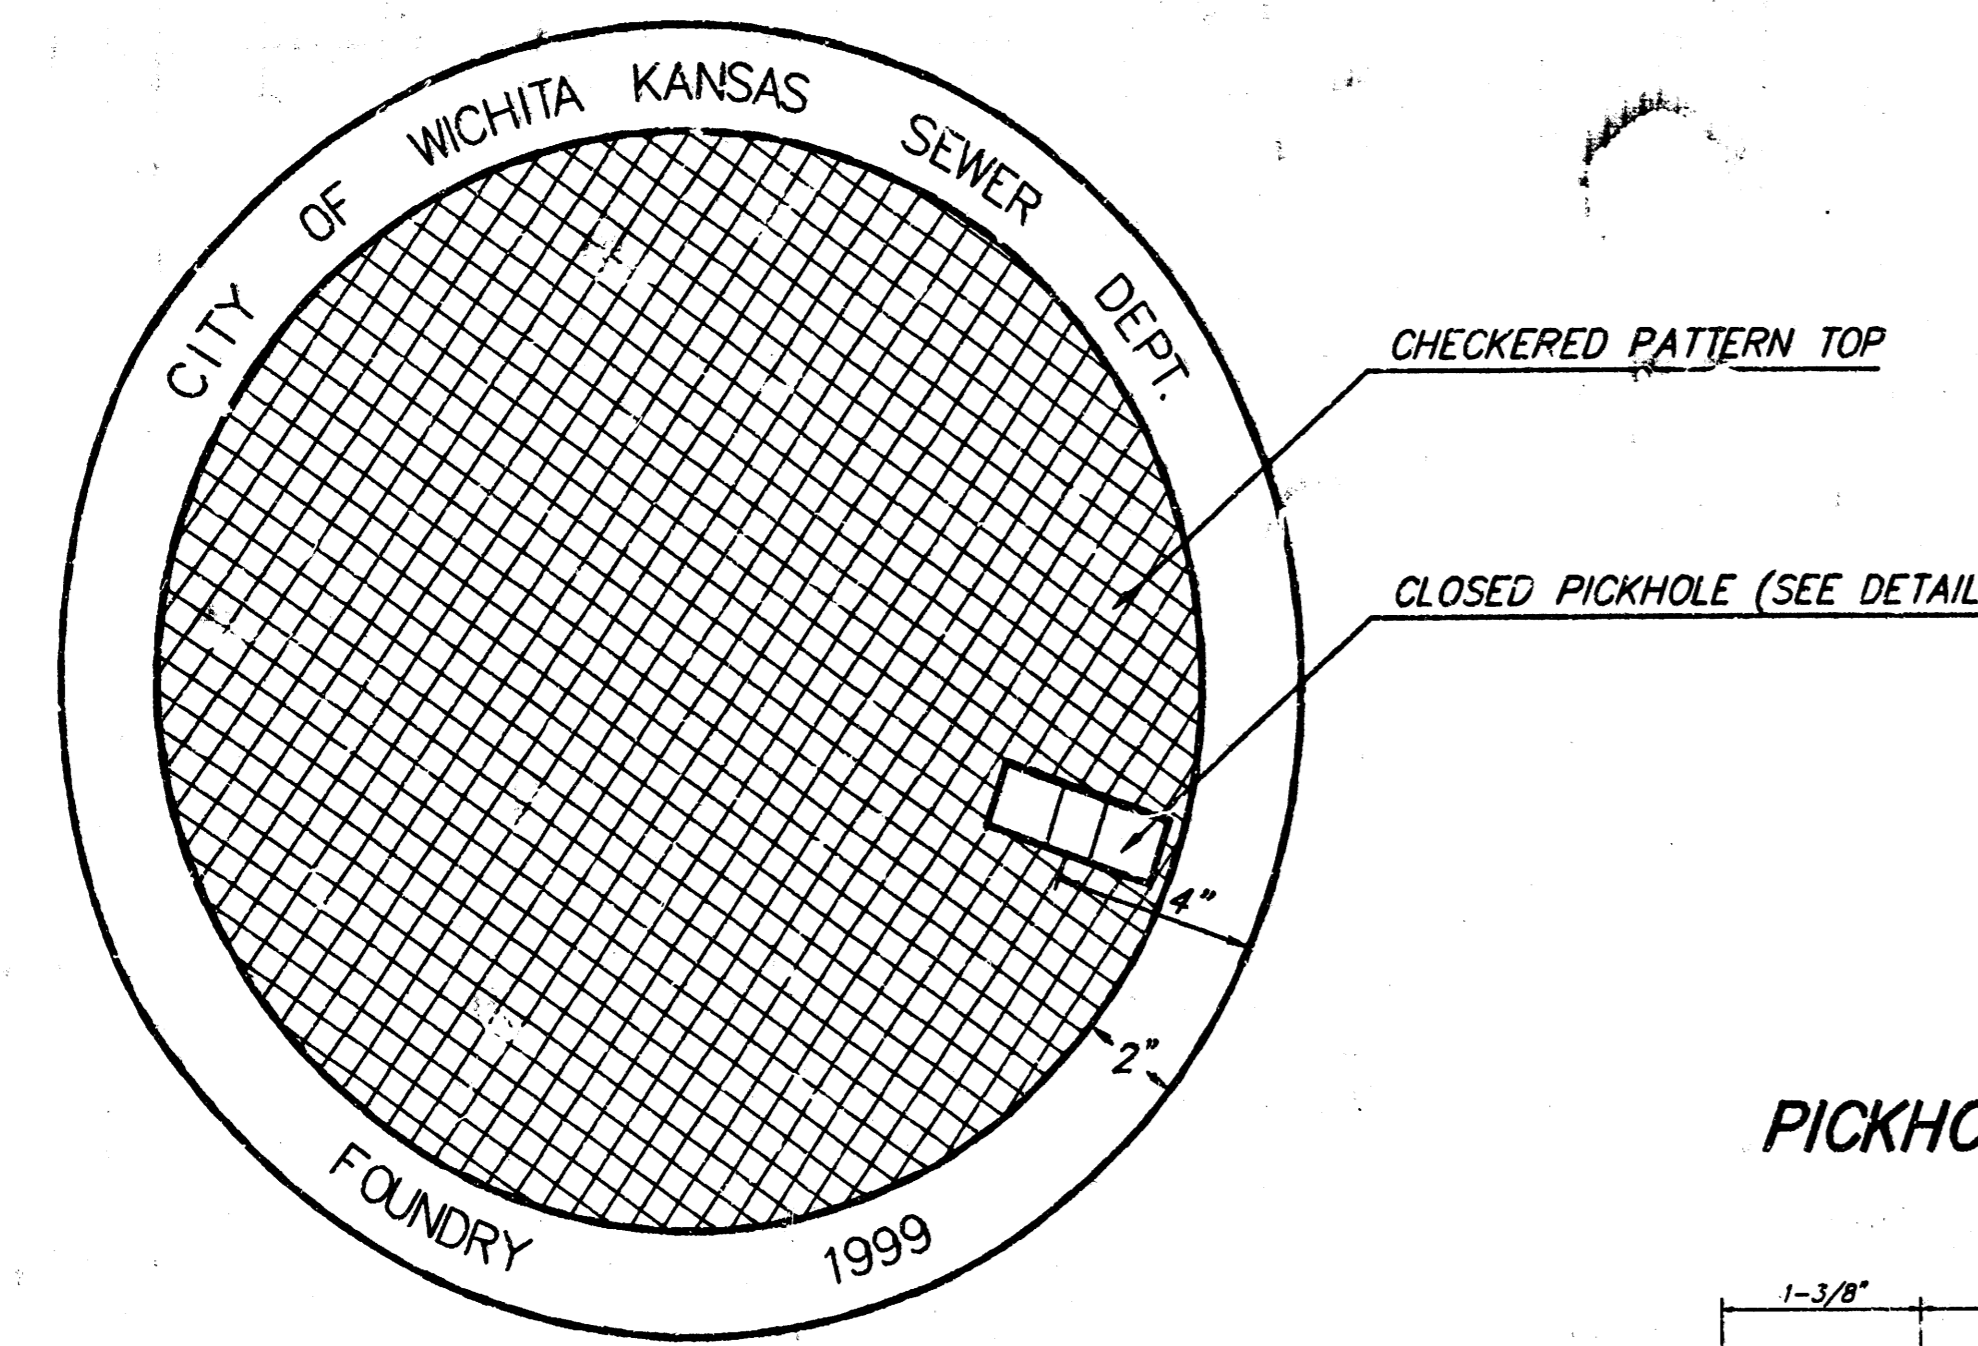 CITY OF WICHITA KANSAS SEWER DEPT.
CHECKERED PATTERN TOP
CLOSED PICKHOLE (SEE DETAIL
4"
2"
PICKHO
FOUNDRY 1999
1-3/8"